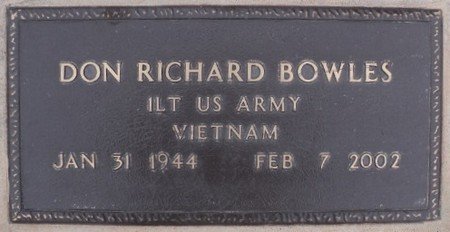 DON RICHARD BOWLES
1LT US ARMY
VIETNAM
JAN 31 1944 FEB 7 2002